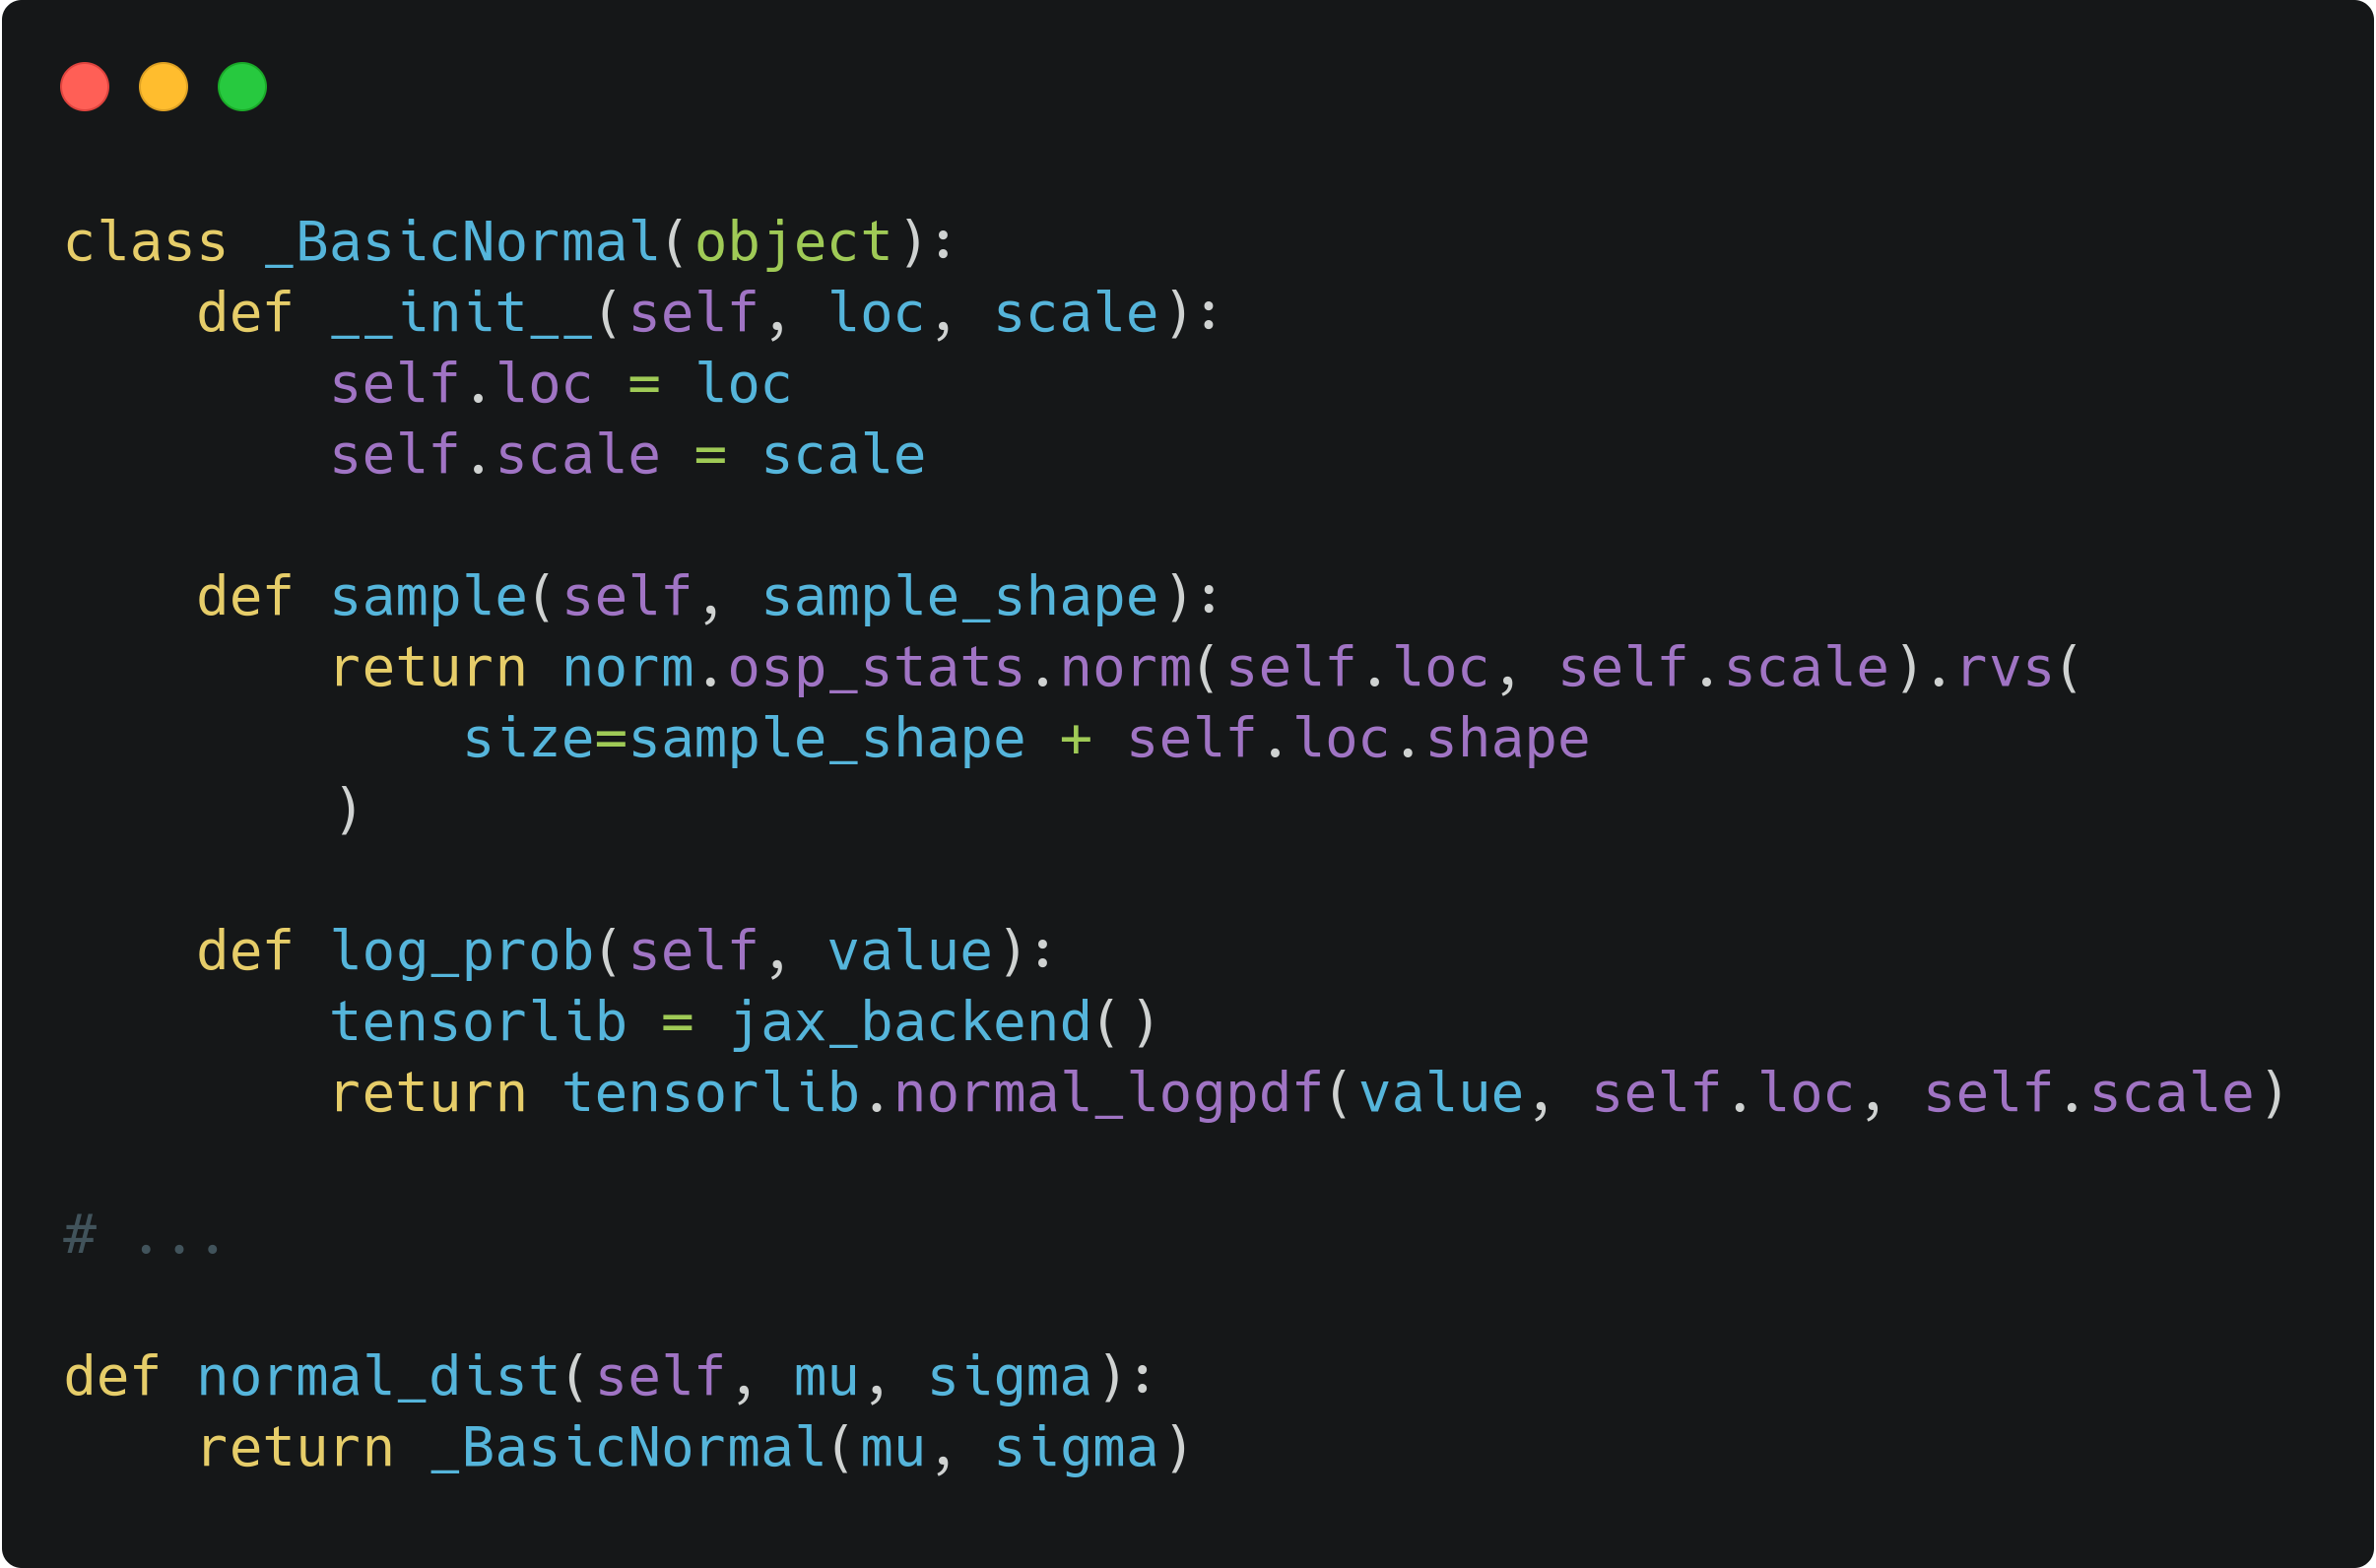 class _BasicNormal(object):
    def __init__(self, loc, scale):
        self.loc = loc
        self.scale = scale

    def sample(self, sample_shape):
        return norm.osp_stats.norm(self.loc, self.scale).rvs(
            size=sample_shape + self.loc.shape
        )

    def log_prob(self, value):
        tensorlib = jax_backend()
        return tensorlib.normal_logpdf(value, self.loc, self.scale)

# ...

def normal_dist(self, mu, sigma):
    return _BasicNormal(mu, sigma)